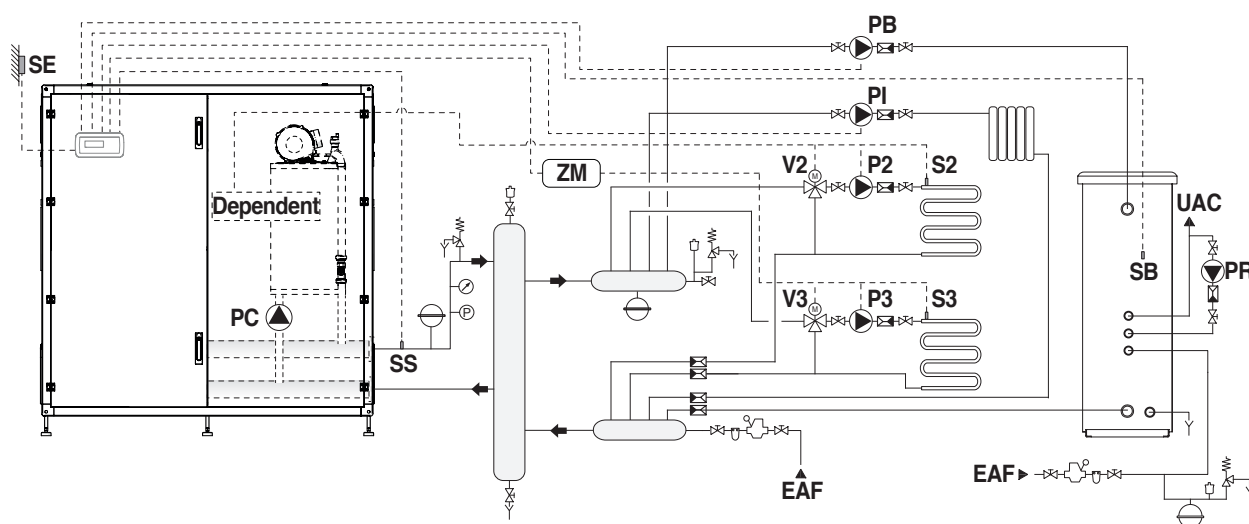 PB
SE
PI
V2
P2
S2
ZM
M
Dependent
UAC
SB
PR
V3
P3
S3
M
PC
P
SS
EAF
EAF